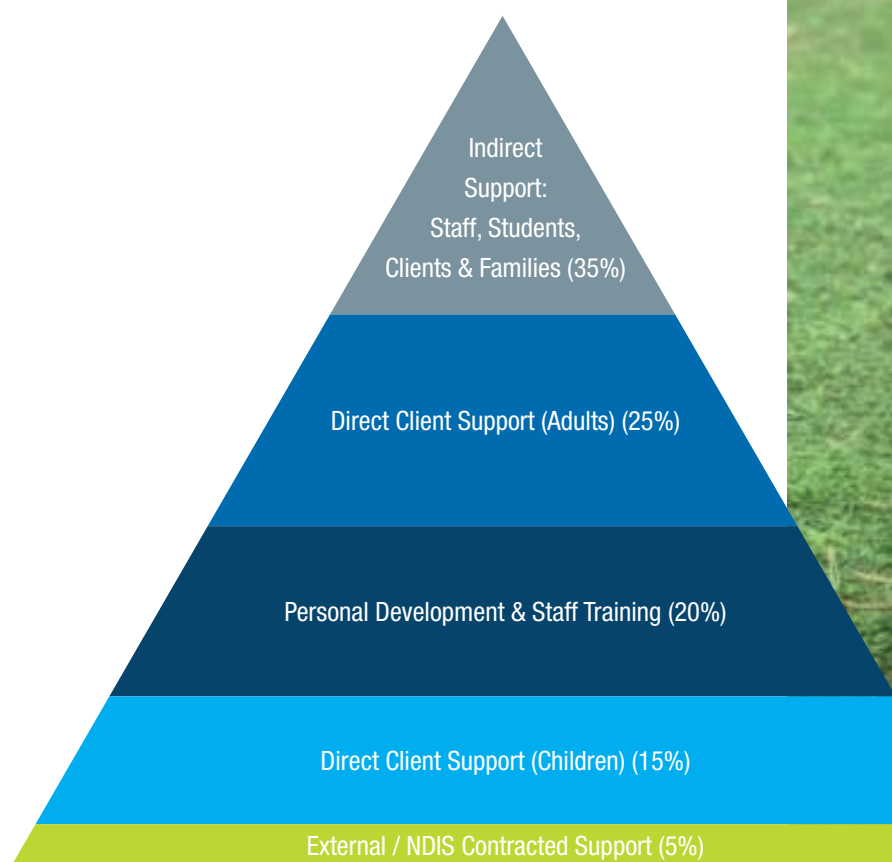 Indirect
Support:
Staff, Students,
Clients & Families (35%)
Direct Client Support (Adults) (25%)
Personal Development & Staff Training (20%)
Direct Client Support (Children) (15%)
External / NDIS Contracted Support (5%)